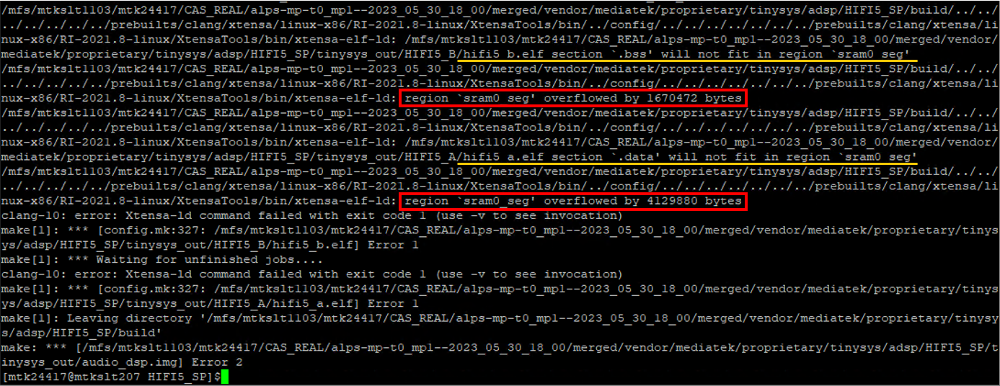 /mfs/mtkslt1103/mtk24417/CAS_REAL/alps-mp-t0_mp1--2023_05_30_18_00/merged/vendor/mediatek/proprietary/tinysys/adsp/HIFI5_SP/build/../../
../../../../../prebuilts/clang/xtensa/linux-x86/RI-2021.8-linux/XtensaTools/bin/../config/../../../../../../../../prebuilts/clang/xtensa/li
nux-x86/RI-2021.8-linux/XtensaTools/bin/xtensa-elf-ld: /mfs/mtkslt1103/mtk24417/CAS_REAL/alps-mp-t0_mp1--2023_05_30_18_00/merged/vendor/
mediatek/proprietary/tinysys/adsp/HIFI5_SP/tinysys_out/HIFI5_B/hifi5_b.elf section `.bss' will not fit in region `sram0_seg'
/mfs/mtkslt1103/mtk24417/CAS_REAL/alps-mp-t0_mp1--2023_05_30_18_00/merged/vendor/mediatek/proprietary/tinysys/adsp/HIFI5_SP/build/../../
../../../../../prebuilts/clang/xtensa/linux-x86/RI-2021.8-linux/XtensaTools/bin/../config/../../../../../../../../prebuilts/clang/xtensa/li
nux-x86/RI-2021.8-linux/XtensaTools/bin/xtensa-elf-ld: region `sram0_seg' overflowed by 1670472 bytes
/mfs/mtkslt1103/mtk24417/CAS_REAL/alps-mp-t0_mp1--2023_05_30_18_00/merged/vendor/mediatek/proprietary/tinysys/adsp/HIFI5_SP/build/../../
../../../../../prebuilts/clang/xtensa/linux-x86/RI-2021.8-linux/XtensaTools/bin/../config/../../../../../../../../prebuilts/clang/xtensa/li
nux-x86/RI-2021.8-linux/XtensaTools/bin/xtensa-elf-ld: /mfs/mtkslt1103/mtk24417/CAS_REAL/alps-mp-t0_mp1--2023_05_30_18_00/merged/vendor/
mediatek/proprietary/tinysys/adsp/HIFI5_SP/tinysys_out/HIFI5_A/hifi5_a.elf section `.data' will not fit in region `sram0_seg'
/mfs/mtkslt1103/mtk24417/CAS_REAL/alps-mp-t0_mp1--2023_05_30_18_00/merged/vendor/mediatek/proprietary/tinysys/adsp/HIFI5_SP/build/../../
../../../../../prebuilts/clang/xtensa/linux-x86/RI-2021.8-linux/XtensaTools/bin/../config/../../../../../../../../prebuilts/clang/xtensa/li
nux-x86/RI-2021.8-linux/XtensaTools/bin/xtensa-elf-ld: region `sram0_seg' overflowed by 4129880 bytes
clang-10: error: Xtensa-ld command failed with exit code 1 (use -v to see invocation)
make[1]: *** [config.mk:327: /mfs/mtkslt1103/mtk24417/CAS_REAL/alps-mp-t0_mp1--2023_05_30_18_00/merged/vendor/mediatek/proprietary/tinys
ys/adsp/HIFI5_SP/tinysys_out/HIFI5_B/hifi5_b.elf] Error 1
make[1]: *** Waiting for unfinished jobs....
clang-10: error: Xtensa-ld command failed with exit code 1 (use -v to see invocation)
make[1]: *** [config.mk:327: /mfs/mtkslt1103/mtk24417/CAS_REAL/alps-mp-t0_mp1--2023_05_30_18_00/merged/vendor/mediatek/proprietary/tinys
ys/adsp/HIFI5_SP/tinysys_out/HIFI5_A/hifi5_a.elf] Error 1
make[1]: Leaving directory '/mfs/mtkslt1103/mtk24417/CAS_REAL/alps-mp-t0_mp1--2023_05_30_18_00/merged/vendor/mediatek/proprietary/tinysy
s/adsp/HIFI5_SP/build'
make: *** [/mfs/mtkslt1103/mtk24417/CAS_REAL/alps-mp-t0_mp1--2023_05_30_18_00/merged/vendor/mediatek/proprietary/tinysys/adsp/HIFI5_SP/t
inysys_out/audio_dsp.img] Error 2
[mtk24417@mtkslt207 HIFI5_SP]$